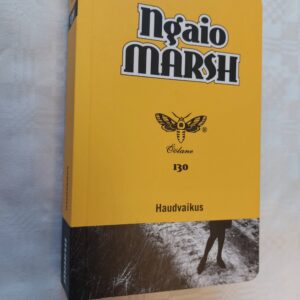 Ngaio
MARSH
®
Öölane
130
Haudvaikus